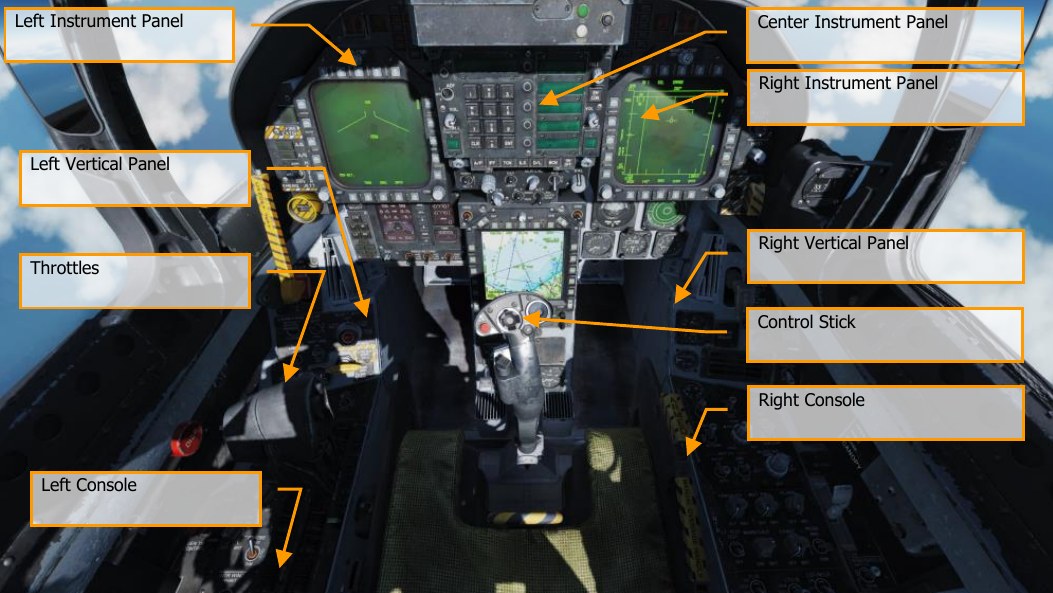 Left Instrument Panel
Center Instrument Panel
Right Instrument Panel
Left Vertical Panel
Right Vertical Panel
Throttles
Control Stick
Right Console
Left Console